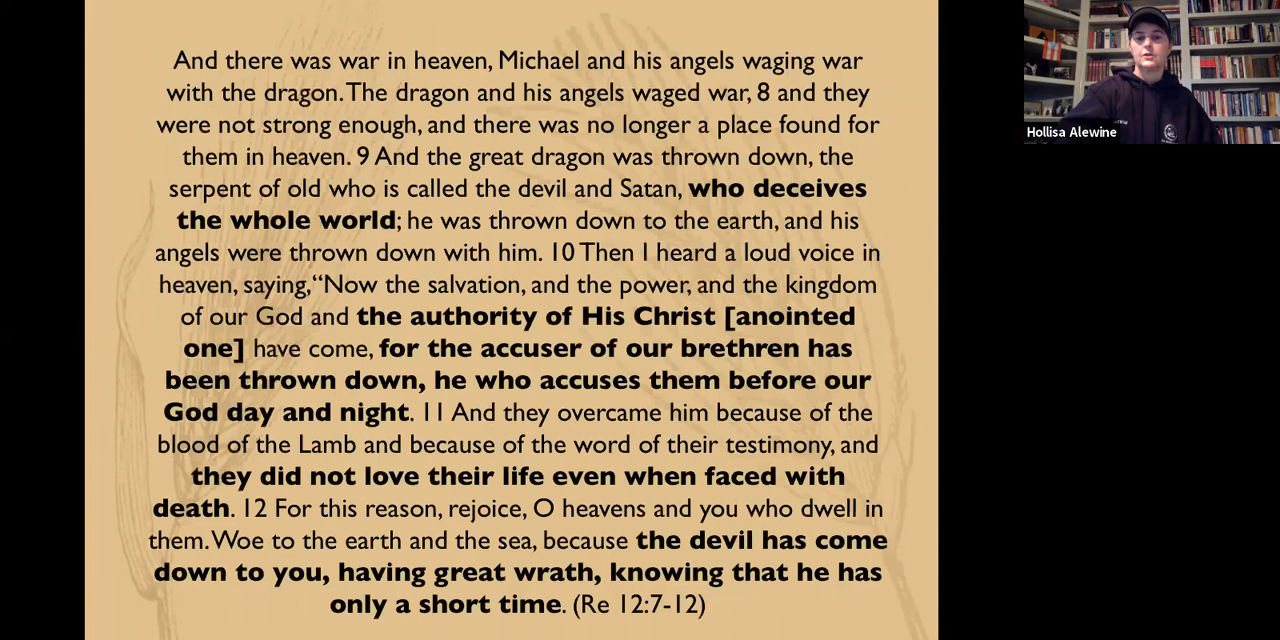 And there was war in heaven, Michael and his angels waging war
with the dragon. The dragon and his angels waged war, 8 and they
were not strong enough, and there was no longer a place found for
them in heaven. 9 And the great dragon was thrown down, the
serpent of old who is called the devil and Satan, who deceives
the whole world; he was thrown down to the earth, and his
angels were thrown down with him. 10 Then I heard a loud voice in
heaven, saying, “Now the salvation, and the power, and the kingdom
of our God and the authority of His Christ [anointed
one] have come, for the accuser of our brethren has
been thrown down, he who accuses them before our
God day and night. 11 And they overcame him because of the
blood of the Lamb and because of the word of their testimony, and
they did not love their life even when faced with
death. 12 For this reason, rejoice, O heavens and you who dwell in
them. Woe to the earth and the sea, because the devil has come
down to you, having great wrath, knowing that he has
only a short time. (Re 12:7-12)
Hollisa Alewine